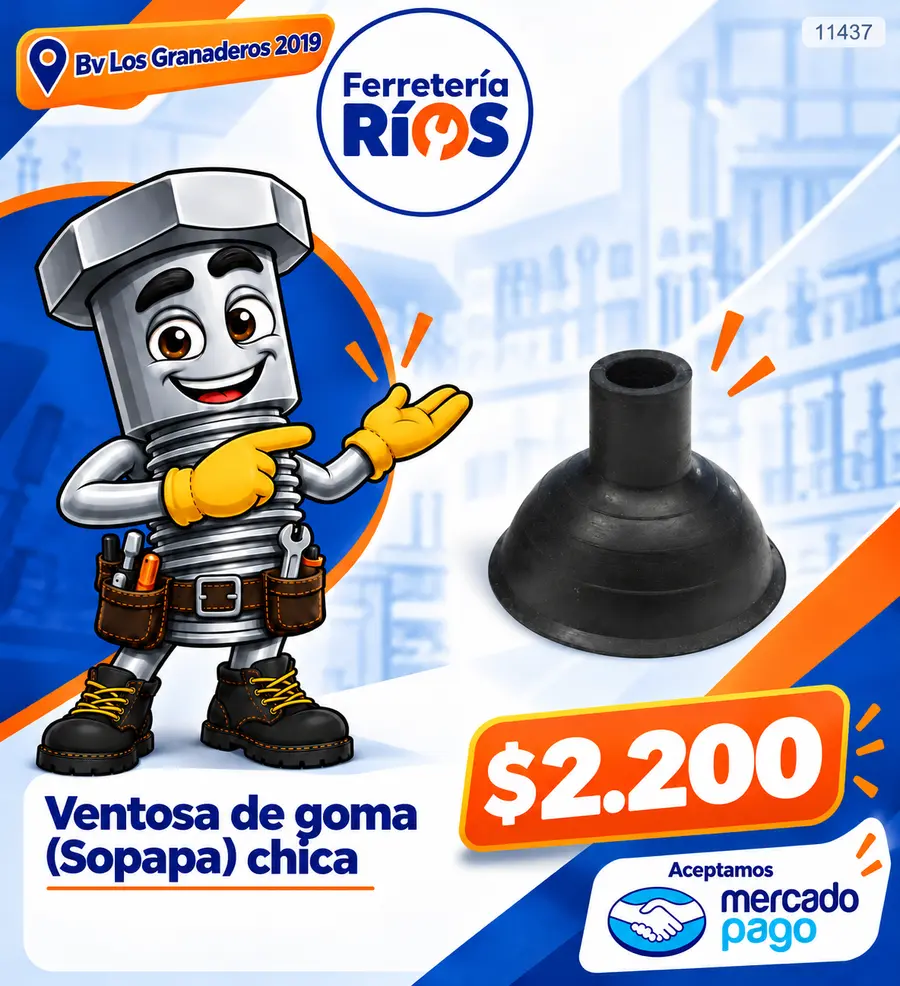 Bv Los Granaderos 2019
Ferretería
Ríos
11437
$2.200
Ventosa de goma
(Sopapa) chica
Aceptamos
mercado
pago